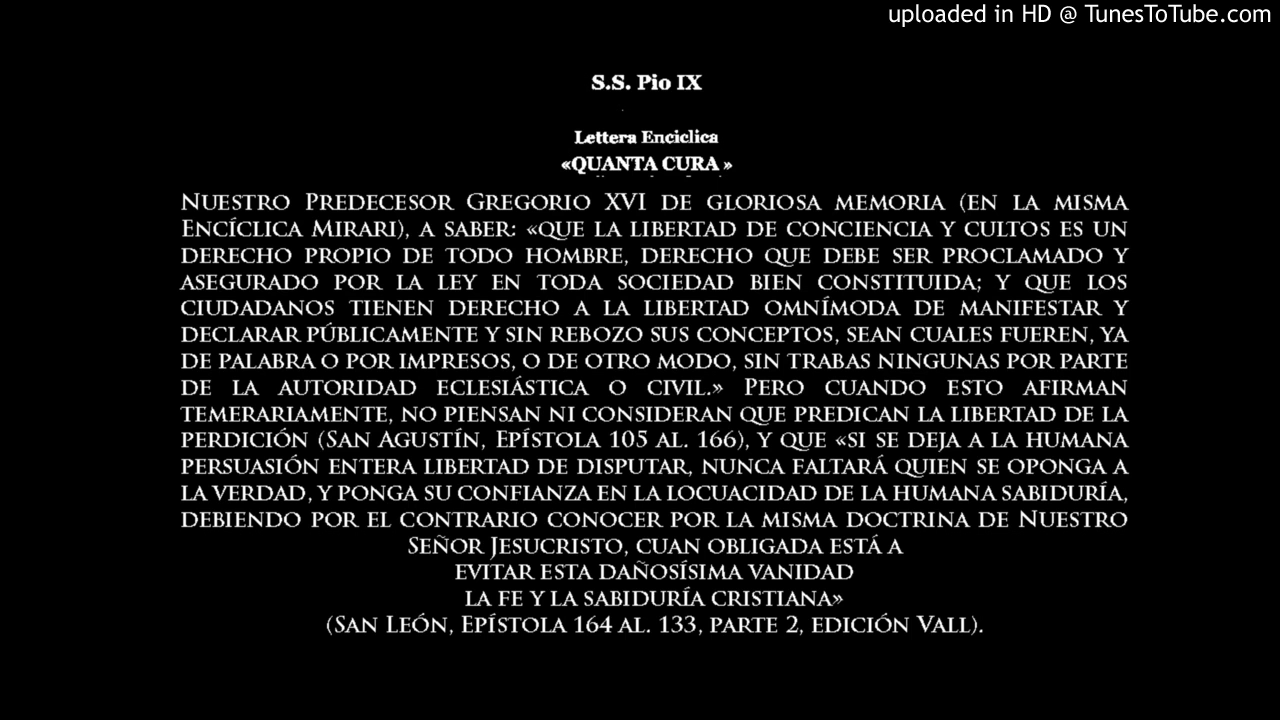 uploaded in HD @ TunesToTube.com
S.S. Pio IX
Lettera Enciclica
«QUANTA CURA »
NUESTRO PREDECESOR GREGORIO XVI DE GLORIOSA MEMORIA (EN LA MISMA
ENCÍCLICA MIRARI), A SABER: «QUE LA LIBERTAD DE CONCIENCIA Y CULTOS ES UN
DERECHO PROPIO DE TODO HOMBRE, DERECHO QUE DEBE SER PROCLAMADO Y
ASEGURADO POR LA LEY EN TODA SOCIEDAD BIEN CONSTITUIDA; Y QUE LOS
CIUDADANOS TIENEN DERECHO A LA LIBERTAD OMNÍMODA DE MANIFESTAR Y
DECLARAR PÚBLICAMENTE Y SIN REBOZO SUS CONCEPTOS, SEAN CUALES FUEREN, YA
DE PALABRA O POR IMPRESOS, O DE OTRO MODO, SIN TRABAS NINGUNAS POR PARTE
DE LA AUTORIDAD ECLESIÁSTICA O CIVIL.» PERO CUANDO ESTO AFIRMAN
TEMERARIAMENTE, NO PIENSAN NI CONSIDERAN QUE PREDICAN LA LIBERTAD DE LA
PERDICIÓN (SAN AGUSTÍN, EPÍSTOLA 105 AL. 166), Y QUE «SI SE DEJA A LA HUMANA
PERSUASIÓN ENTERA LIBERTAD DE DISPUTAR, NUNCA FALTARÁ QUIEN SE OPONGA A
LA VERDAD, Y PONGA SU CONFIANZA EN LA LOCUACIDAD DE LA HUMANA SABIDURÍA,
DEBIENDO POR EL CONTRARIO CONOCER POR LA MISMA DOCTRINA DE NUESTRO
SEÑOR JESUCRISTO, CUAN OBLIGADA ESTÁ A
EVITAR ESTA DAÑOSÍSIMA VANIDAD
LA FE Y LA SABIDURÍA CRISTIANA»
(SAN LEÓN, EPÍSTOLA 164 AL. 133, PARTE 2, EDICIÓN VALL).